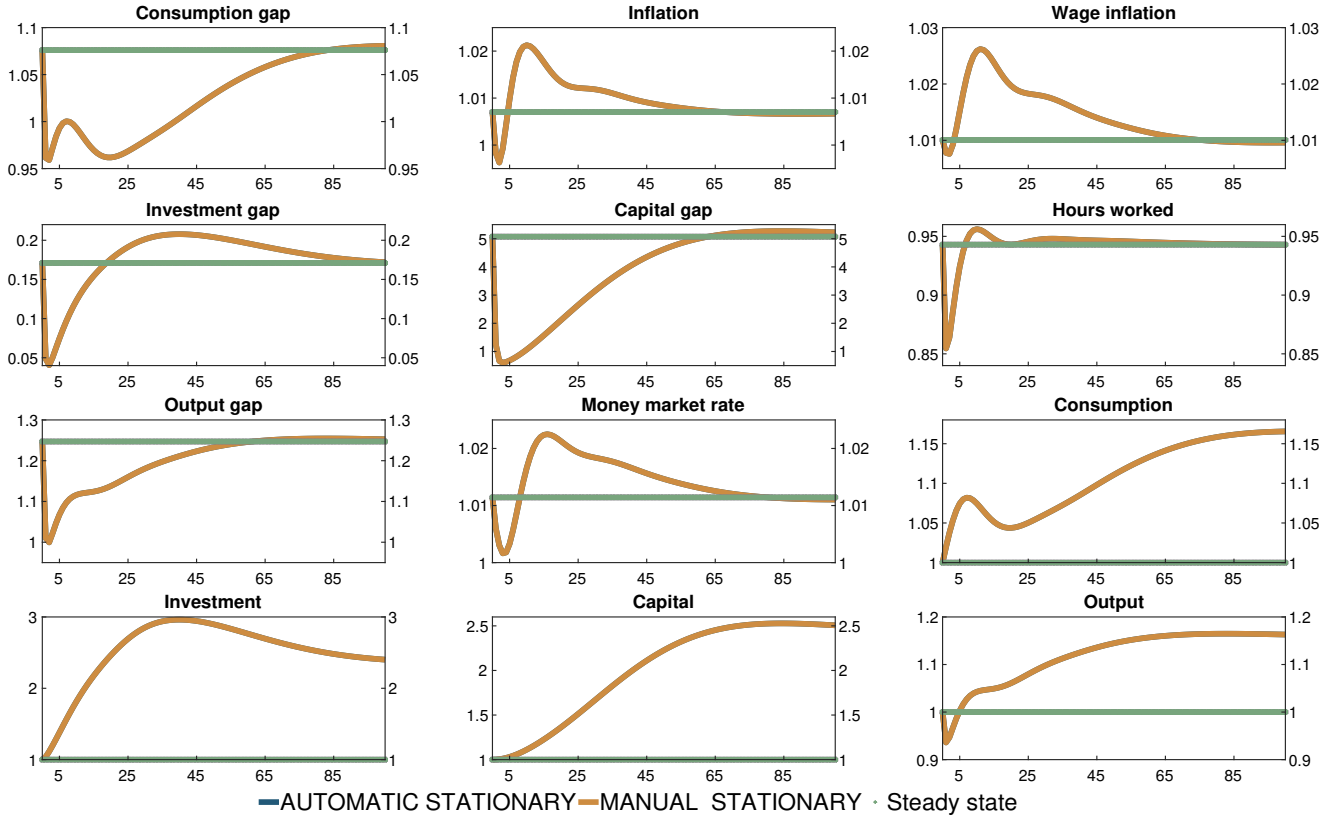 Consumption gap Inflation Wage inflation
1.1 1.1 1.03 1.03
1.02 1.02
1.05 1.05 1.02 1.02
1.01 1.01
1 1 1.01 1.01
1 1
0.95 0.95
5 25 45 65 85 5 25 45 65 85 5 25 45 65 85
Investment gap Capital gap Hours worked
0.2 0.2 5 5 0.95 0.95
0.15 0.15 4 4
3 3 0.9 0.9
0.1 0.1 2 2
0.05 0.05 1 1 0.85 0.85
5 25 45 65 85 5 25 45 65 85 5 25 45 65 85
Output gap Money market rate Consumption
1.3 1.3
1.02 1.02 1.15 1.15
1.2 1.2
1.1 1.1
1.1 1.1 1.01 1.01
1.05 1.05
1 1 1 1 1 1
5 25 45 65 85 5 25 45 65 85 5 25 45 65 85
Investment Capital Output
3 3 1.2 1.2
2.5 2.5
1.1 1.1
2 2 2 2
1 1
1.5 1.5
1 1 1 1 0.9 0.9
5 25 45 65 85 5 25 45 65 85 5 25 45 65 85
AUTOMATIC STATIONARY MANUAL STATIONARY Steady state